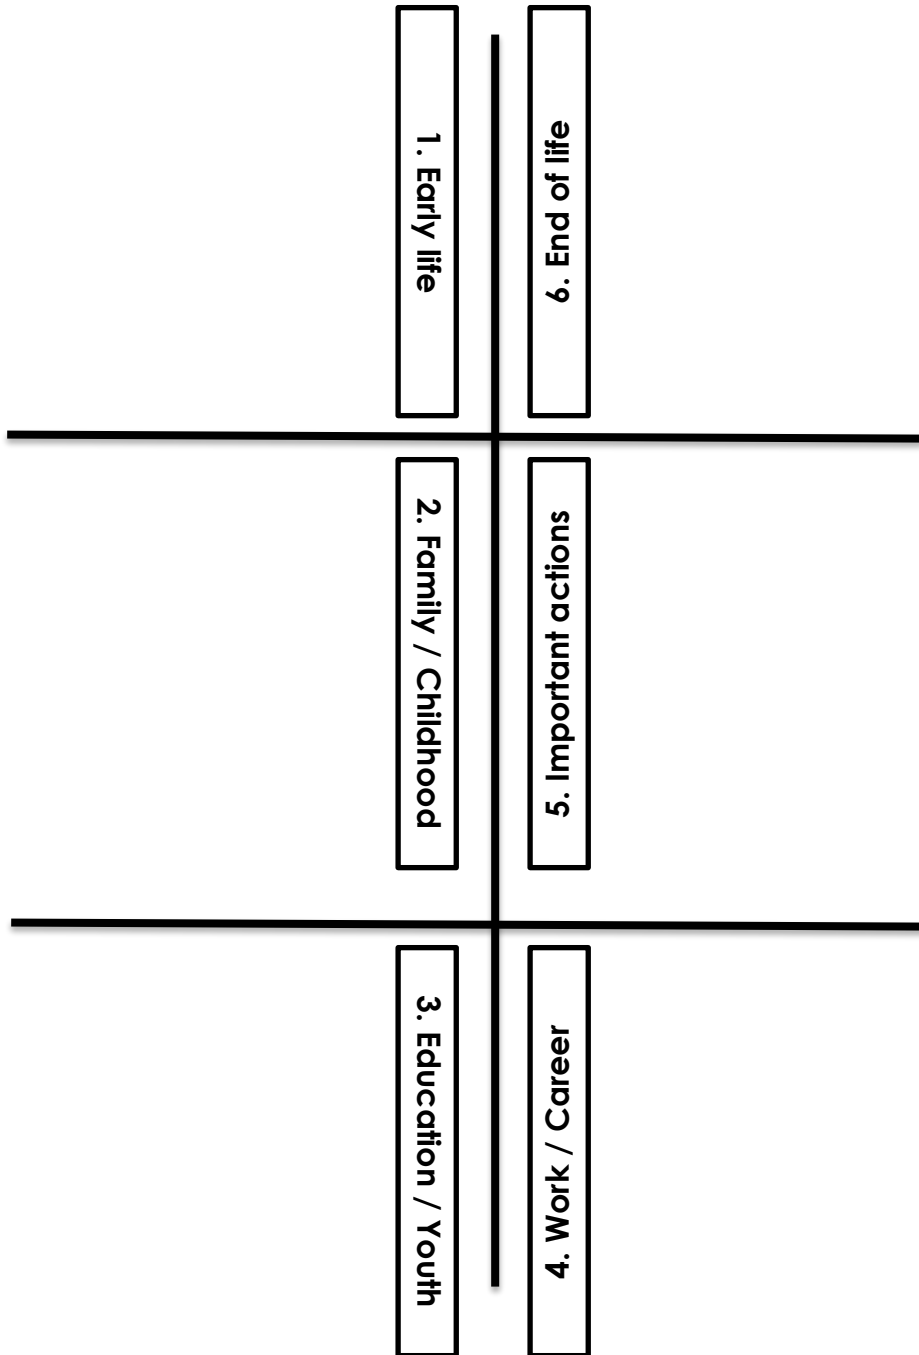 1. Early life
2. Family / Childhood
3. Education / Youth
4. Work / Career
5. Important actions
6. End of life